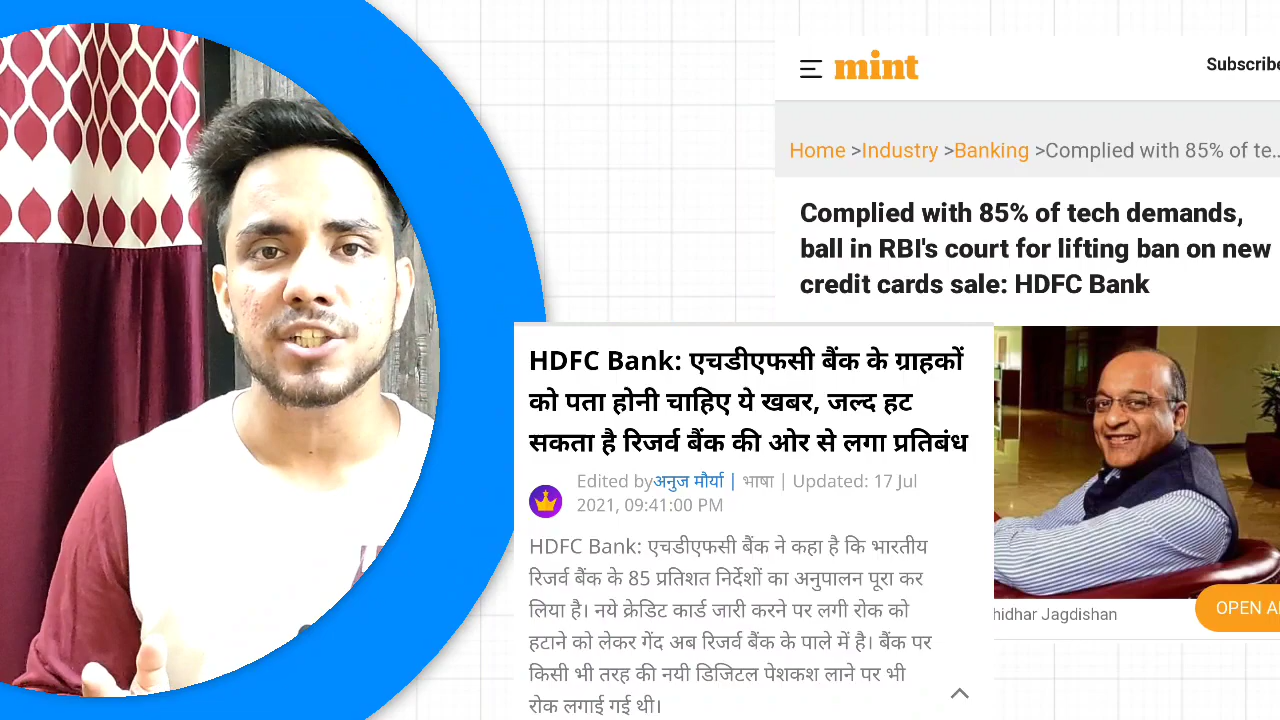 mint
Subscribe
Home >Industry >Banking >Complied with 85% of te...
Complied with 85% of tech demands,
ball in RBI's court for lifting ban on new
credit cards sale: HDFC Bank
HDFC Bank: एचडीएफसी बैंक के ग्राहकों
को पता होनी चाहिए ये खबर, जल्द हट
सकता है रिजर्व बैंक की ओर से लगा प्रतिबंध
Edited byअनुज मौर्या | भाषा | Updated: 17 Jul
2021, 09:41:00 PM
HDFC Bank: एचडीएफसी बैंक ने कहा है कि भारतीय
रिजर्व बैंक के 85 प्रतिशत निर्देशों का अनुपालन पूरा कर
लिया है। नये क्रेडिट कार्ड जारी करने पर लगी रोक को
हटाने को लेकर गेंद अब रिजर्व बैंक के पाले में है। बैंक पर
किसी भी तरह की नयी डिजिटल पेशकश लाने पर भी
रोक लगाई गई थी।
hidhar Jagdishan
OPEN A